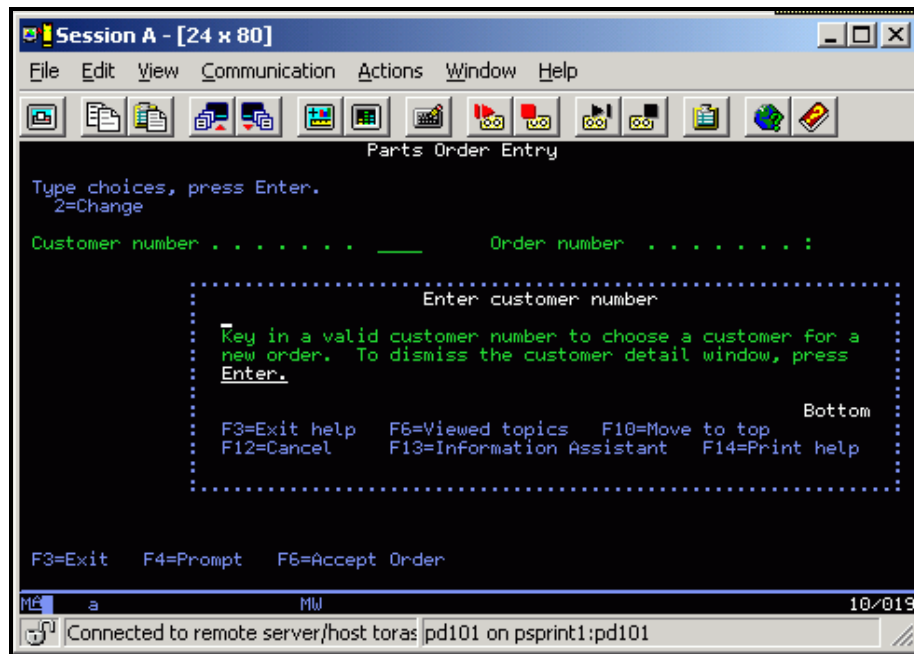 Session A - [24 x 80]
File Edit View Communication Actions Window Help
Parts Order Entry
Type choices, press Enter.
2=Change
Customer number . . . . . . . ____ Order number . . . . . . . :
Enter customer number
Key in a valid customer number to choose a customer for a
new order. To dismiss the customer detail window, press
Enter.
Bottom
F3=Exit help F6=Viewed topics F10=Move to top
F12=Cancel F13=Information Assistant F14=Print help
F3=Exit F4=Prompt F6=Accept Order
MA a MW 10/019
Connected to remote server/host toras pd101 on psprint1:pd101